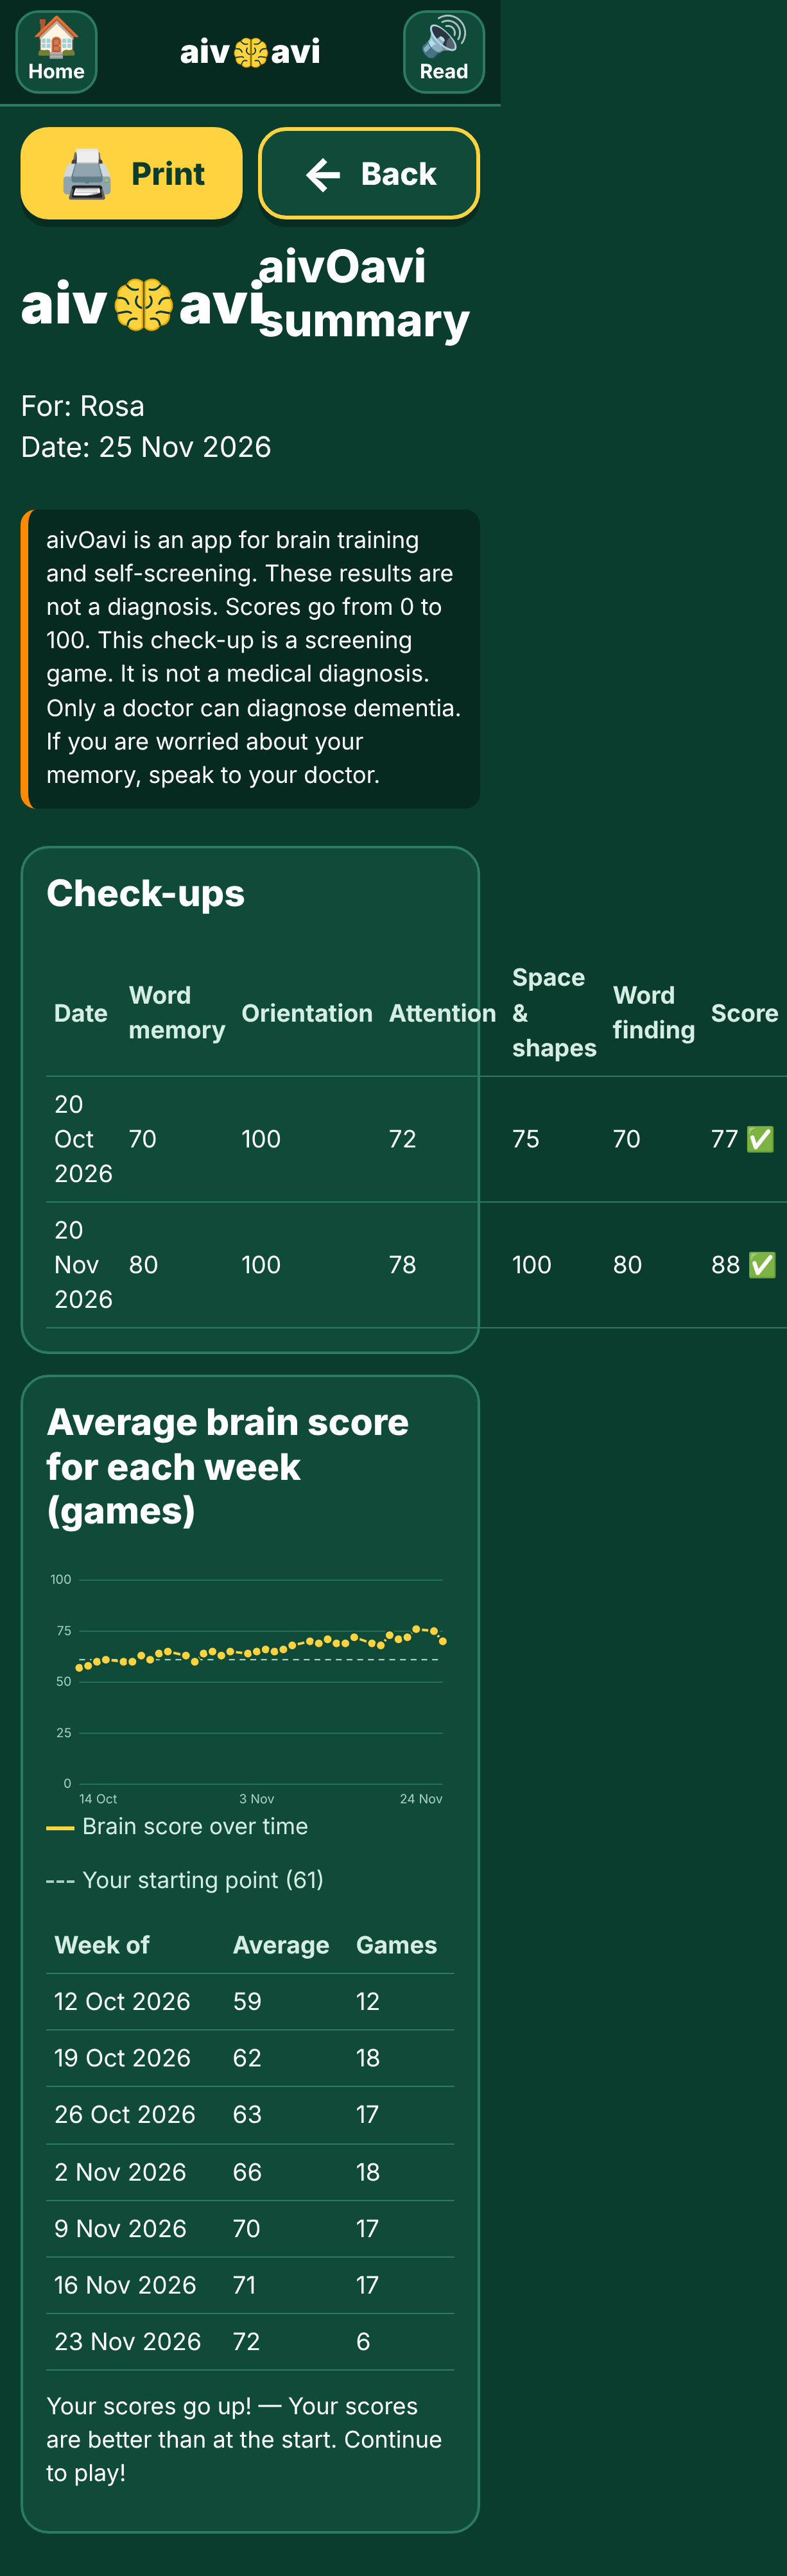 aiv🧠avi
Home
Read
Print
← Back
aiv🧠avi
aivOavi
summary
For: Rosa
Date: 25 Nov 2026
aivOavi is an app for brain training
and self-screening. These results are
not a diagnosis. Scores go from 0 to
100. This check-up is a screening
game. It is not a medical diagnosis.
Only a doctor can diagnose dementia.
If you are worried about your
memory, speak to your doctor.
Check-ups
Date Word memory Orientation Attention Space & shapes Word finding Score
20 Oct 2026 70 100 72 75 70 77 ✅
20 Nov 2026 80 100 78 100 80 88 ✅
Average brain score
for each week
(games)
100
75
50
25
0
14 Oct 3 Nov 24 Nov
Brain score over time
Your starting point (61)
Week of Average Games
12 Oct 2026 59 12
19 Oct 2026 62 18
26 Oct 2026 63 17
2 Nov 2026 66 18
9 Nov 2026 70 17
16 Nov 2026 71 17
23 Nov 2026 72 6
Your scores go up! — Your scores
are better than at the start. Continue
to play!